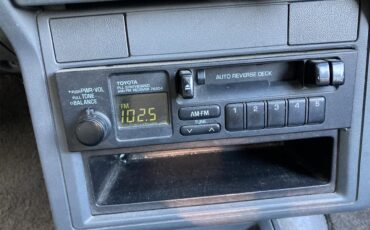 • PUSH PWR•VOL
PULL TONE
BALANCE
TOYOTA
FM
102.5
AUTO REVERSE DECK
AM•FM
TUNE
1 2 3 4 5